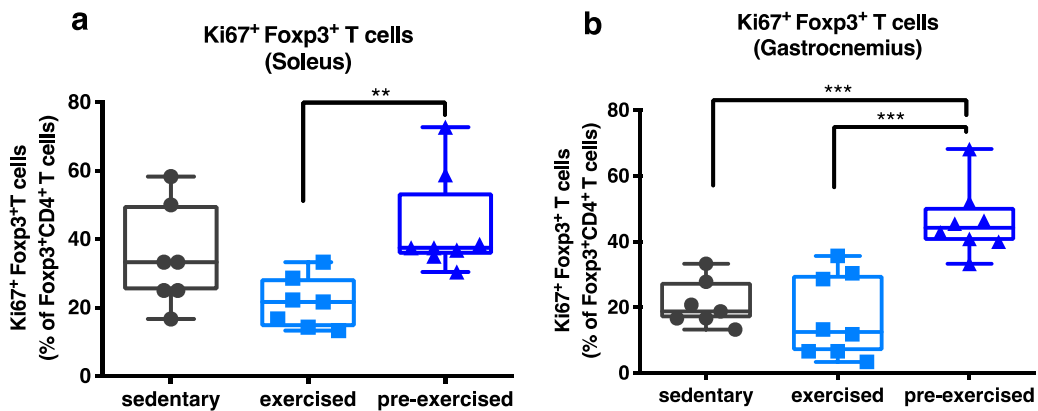 a
Ki67⁺ Foxp3⁺ T cells
(Soleus)
Ki67⁺ Foxp3⁺T cells
(% of Foxp3⁺CD4⁺ T cells)
80
60
40
20
0
**
sedentary
exercised
pre-exercised
b
Ki67⁺ Foxp3⁺ T cells
(Gastrocnemius)
Ki67⁺ Foxp3⁺ T cells
(% of Foxp3⁺CD4⁺ T cells)
80
60
40
20
0
***
***
sedentary
exercised
pre-exercised